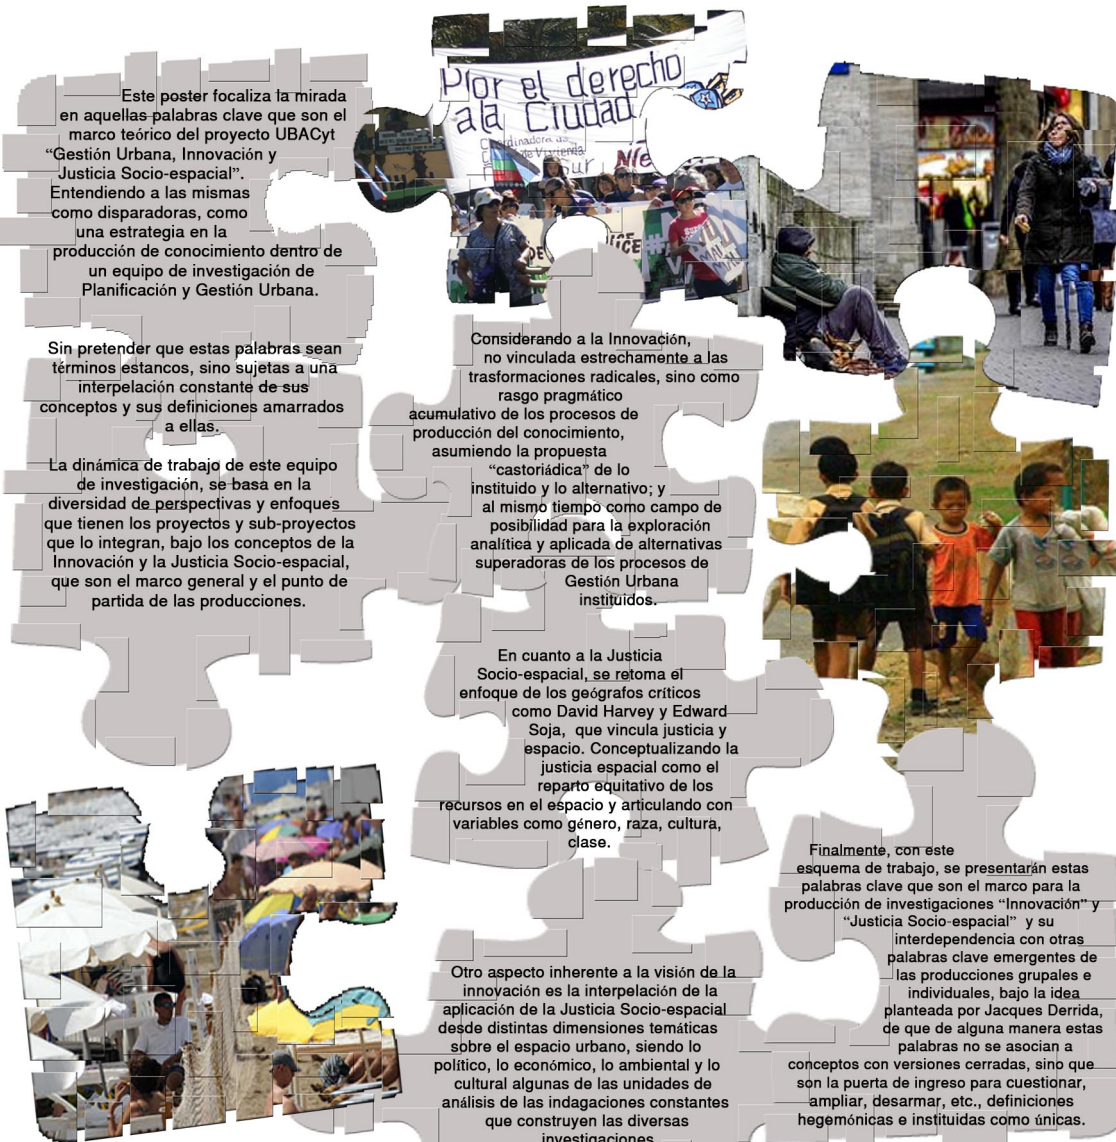 Este poster focaliza la mirada
en aquellas palabras clave que son el
marco teórico del proyecto UBACyt
“Gestión Urbana, Innovación y
Justicia Socio-espacial”.
Entendiendo a las mismas
como disparadoras, como
una estrategia en la
producción de conocimiento dentro de
un equipo de investigación de
Planificación y Gestión Urbana.
Sin pretender que estas palabras sean
términos estancos, sino sujetas a una
interpelación constante de sus
conceptos y sus definiciones amarrados
a ellas.
La dinámica de trabajo de este equipo
de investigación, se basa en la
diversidad de perspectivas y enfoques
que tienen los proyectos y sub-proyectos
que lo integran, bajo los conceptos de la
Innovación y la Justicia Socio-espacial,
que son el marco general y el punto de
partida de las producciones.
Por el derecho
a la Ciudad
de Vivienda
Sur
Considerando a la Innovación,
no vinculada estrechamente a las
trasformaciones radicales, sino como
rasgo pragmático
acumulativo de los procesos de
producción del conocimiento,
asumiendo la propuesta
“castoriádica” de lo
instituido y lo alternativo; y
al mismo tiempo como campo de
posibilidad para la exploración
analítica y aplicada de alternativas
superadoras de los procesos de
Gestión Urbana
instituidos.
En cuanto a la Justicia
Socio-espacial, se retoma el
enfoque de los geógrafos críticos
como David Harvey y Edward
Soja, que vincula justicia y
espacio. Conceptualizando la
justicia espacial como el
reparto equitativo de los
recursos en el espacio y articulando con
variables como género, raza, cultura,
clase.
Otro aspecto inherente a la visión de la
innovación es la interpelación de la
aplicación de la Justicia Socio-espacial
desde distintas dimensiones temáticas
sobre el espacio urbano, siendo lo
político, lo económico, lo ambiental y lo
cultural algunas de las unidades de
análisis de las indagaciones constantes
que construyen las diversas
investigaciones
Finalmente, con este
esquema de trabajo, se presentarán estas
palabras clave que son el marco para la
producción de investigaciones “Innovación” y
“Justicia Socio-espacial” y su
interdependencia con otras
palabras clave emergentes de
las producciones grupales e
individuales, bajo la idea
planteada por Jacques Derrida,
de que de alguna manera estas
palabras no se asocian a
conceptos con versiones cerradas, sino que
son la puerta de ingreso para cuestionar,
ampliar, desarmar, etc., definiciones
hegemónicas e instituidas como únicas.